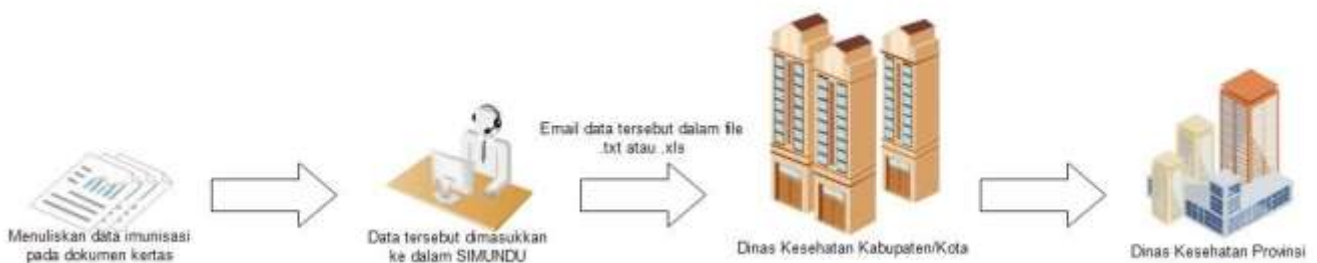 Menuliskan data imunisasi
pada dokumen kertas
Data tersebut dimasukkan
ke dalam SIMUNDU
Email data tersebut dalam file
.txt atau .xls
Dinas Kesehatan Kabupaten/Kota
Dinas Kesehatan Provinsi